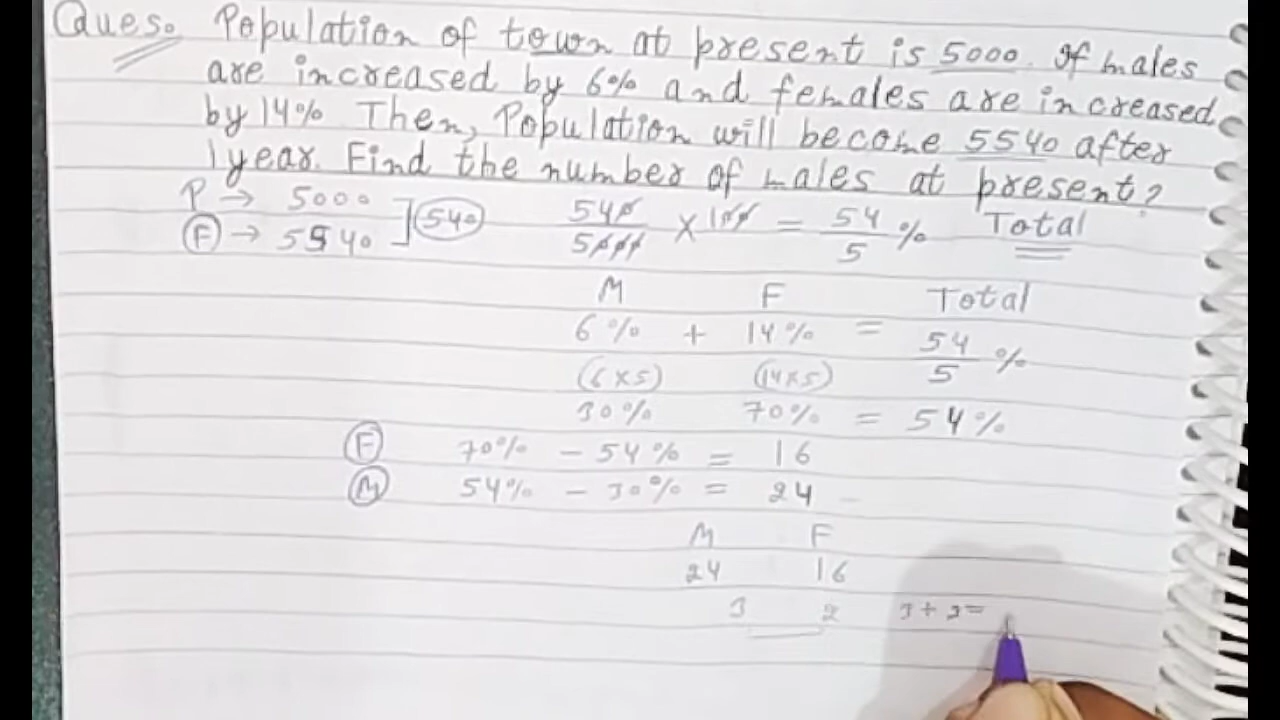 Ques. Population of town at present is 5000. If males
are increased by 6% and females are increased
by 14% Then, Population will become 5540 after
1 year. Find the number of males at present?
P → 5000
F → 5540 ] 540 540/5000 × 100 = 54/5 % Total
M F Total
6% + 14% = 54/5 %
(6×5) (14×5)
30% 70% = 54%
F 70% - 54% = 16
M 54% - 30% = 24
M F
24 16
3 2 3+2=